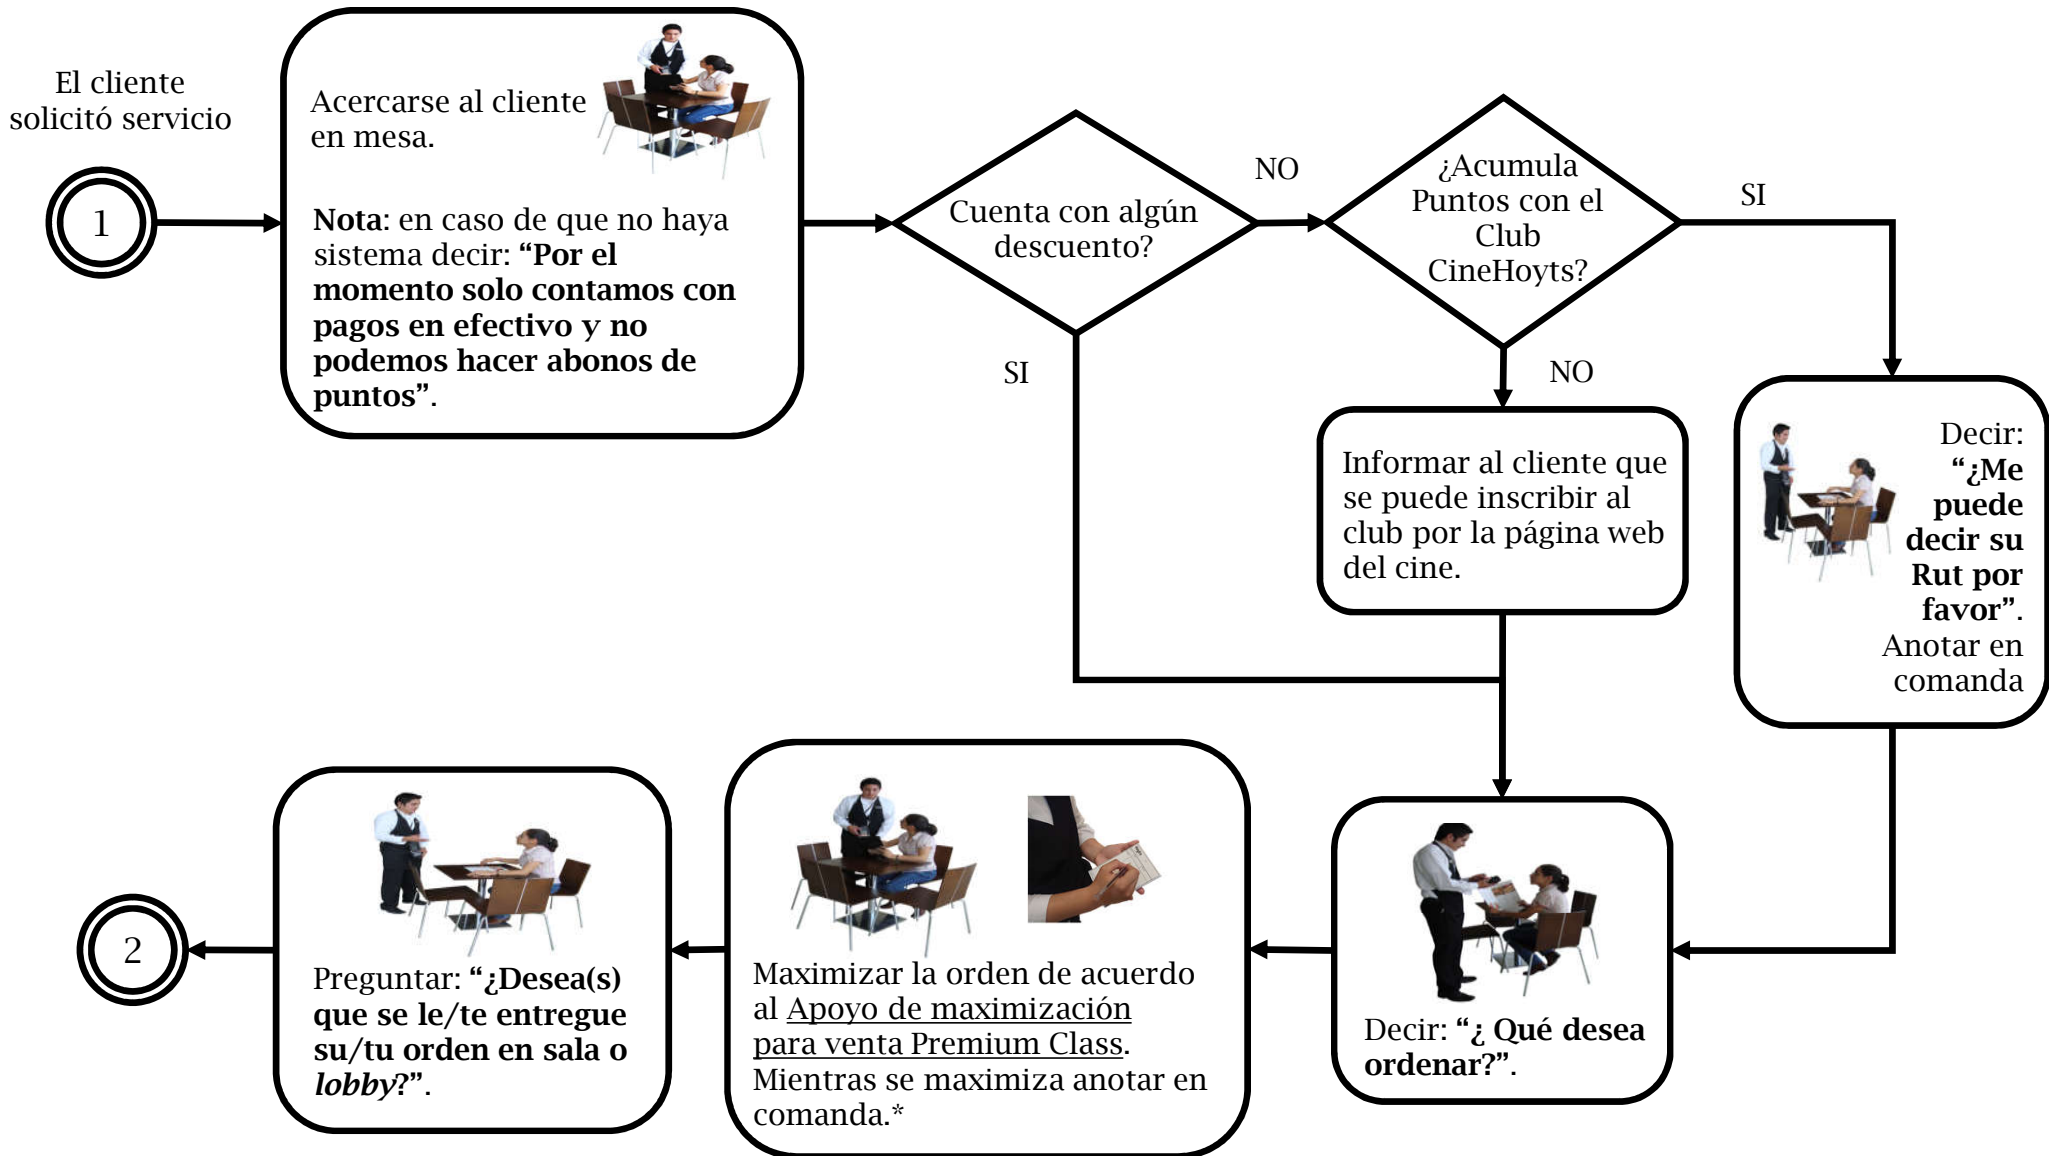 El cliente
solicitó servicio
1
Acercarse al cliente
en mesa.
Nota: en caso de que no haya
sistema decir: “Por el
momento solo contamos con
pagos en efectivo y no
podemos hacer abonos de
puntos”.
Cuenta con algún
descuento?
NO
SI
¿Acumula
Puntos con el
Club
CineHoyts?
SI
NO
Informar al cliente que
se puede inscribir al
club por la página web
del cine.
Decir:
“¿Me
puede
decir su
Rut por
favor”.
Anotar en
comanda
Decir: “¿ Qué desea
ordenar?”.
Maximizar la orden de acuerdo
al Apoyo de maximización
para venta Premium Class.
Mientras se maximiza anotar en
comanda.*
Preguntar: “¿Desea(s)
que se le/te entregue
su/tu orden en sala o
lobby?”.
2